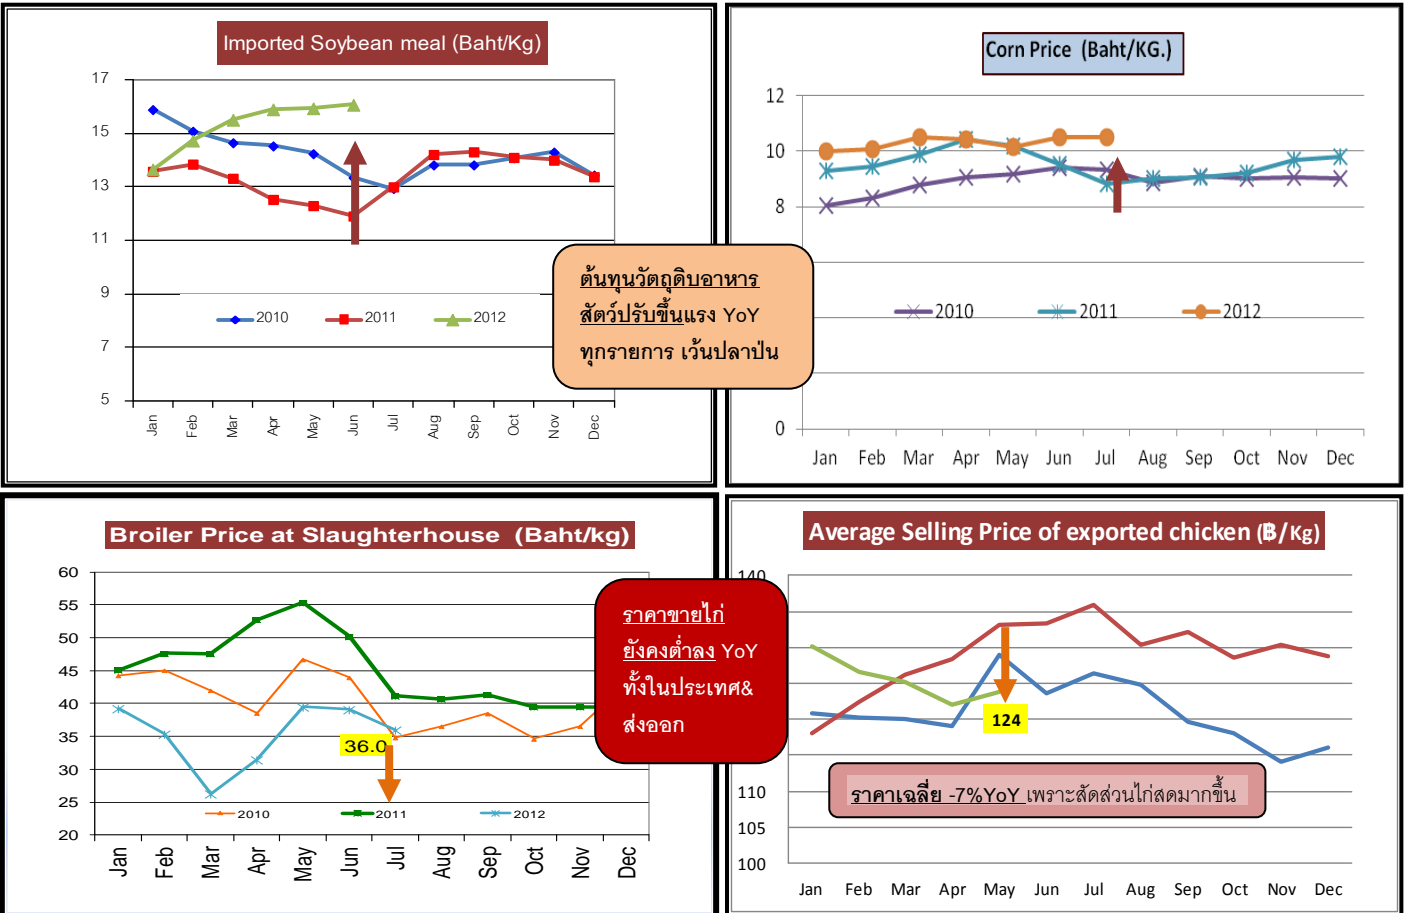 Imported Soybean meal (Baht/Kg)
17
15
13
11
9
7
5
2010
2011
2012
Jan
Feb
Mar
Apr
May
Jun
Jul
Aug
Sep
Oct
Nov
Dec
Corn Price (Baht/KG.)
12
10
8
0
2010
2011
2012
Jan
Feb
Mar
Apr
May
Jun
Jul
Aug
Sep
Oct
Nov
Dec
ต้นทุนวัตถุดิบอาหาร
สัตว์ปรับขึ้นแรง YoY
ทุกรายการ เว้นปลาป่น
Broiler Price at Slaughterhouse (Baht/kg)
60
55
50
45
40
35
30
25
20
36.0
2010
2011
2012
Jan
Feb
Mar
Apr
May
Jun
Jul
Aug
Sep
Oct
Nov
Dec
ราคาขายไก่
ยังคงต่ำลง YoY
ทั้งในประเทศ&
ส่งออก
Average Selling Price of exported chicken (฿/Kg)
140
110
105
100
124
ราคาเฉลี่ย -7%YoY เพราะสัดส่วนไก่สดมากขึ้น
Jan
Feb
Mar
Apr
May
Jun
Jul
Aug
Sep
Oct
Nov
Dec